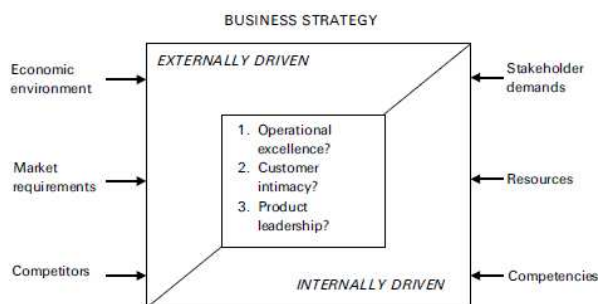 BUSINESS STRATEGY
EXTERNALLY DRIVEN
Economic
environment
Market
requirements
Competitors
1. Operational
excellence?
2. Customer
intimacy?
3. Product
leadership?
Stakeholder
demands
Resources
Competencies
INTERNALLY DRIVEN